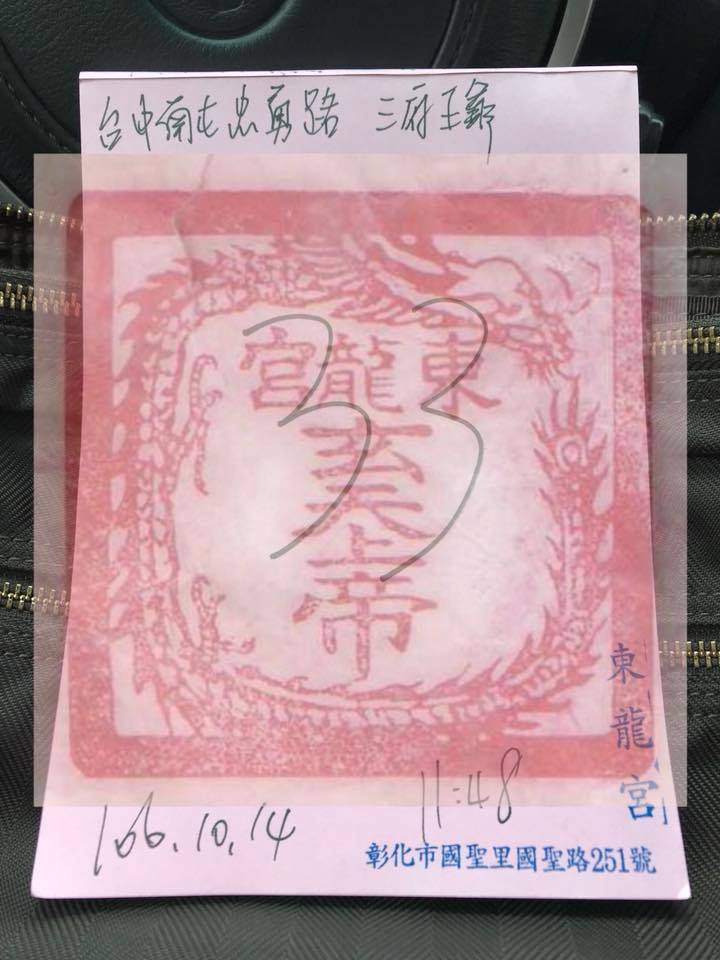 台中南屯忠勇路 三府王爺
33
東龍宮
玄天上帝
東龍宮
106.10.14
11:48
彰化市國聖里國聖路251號